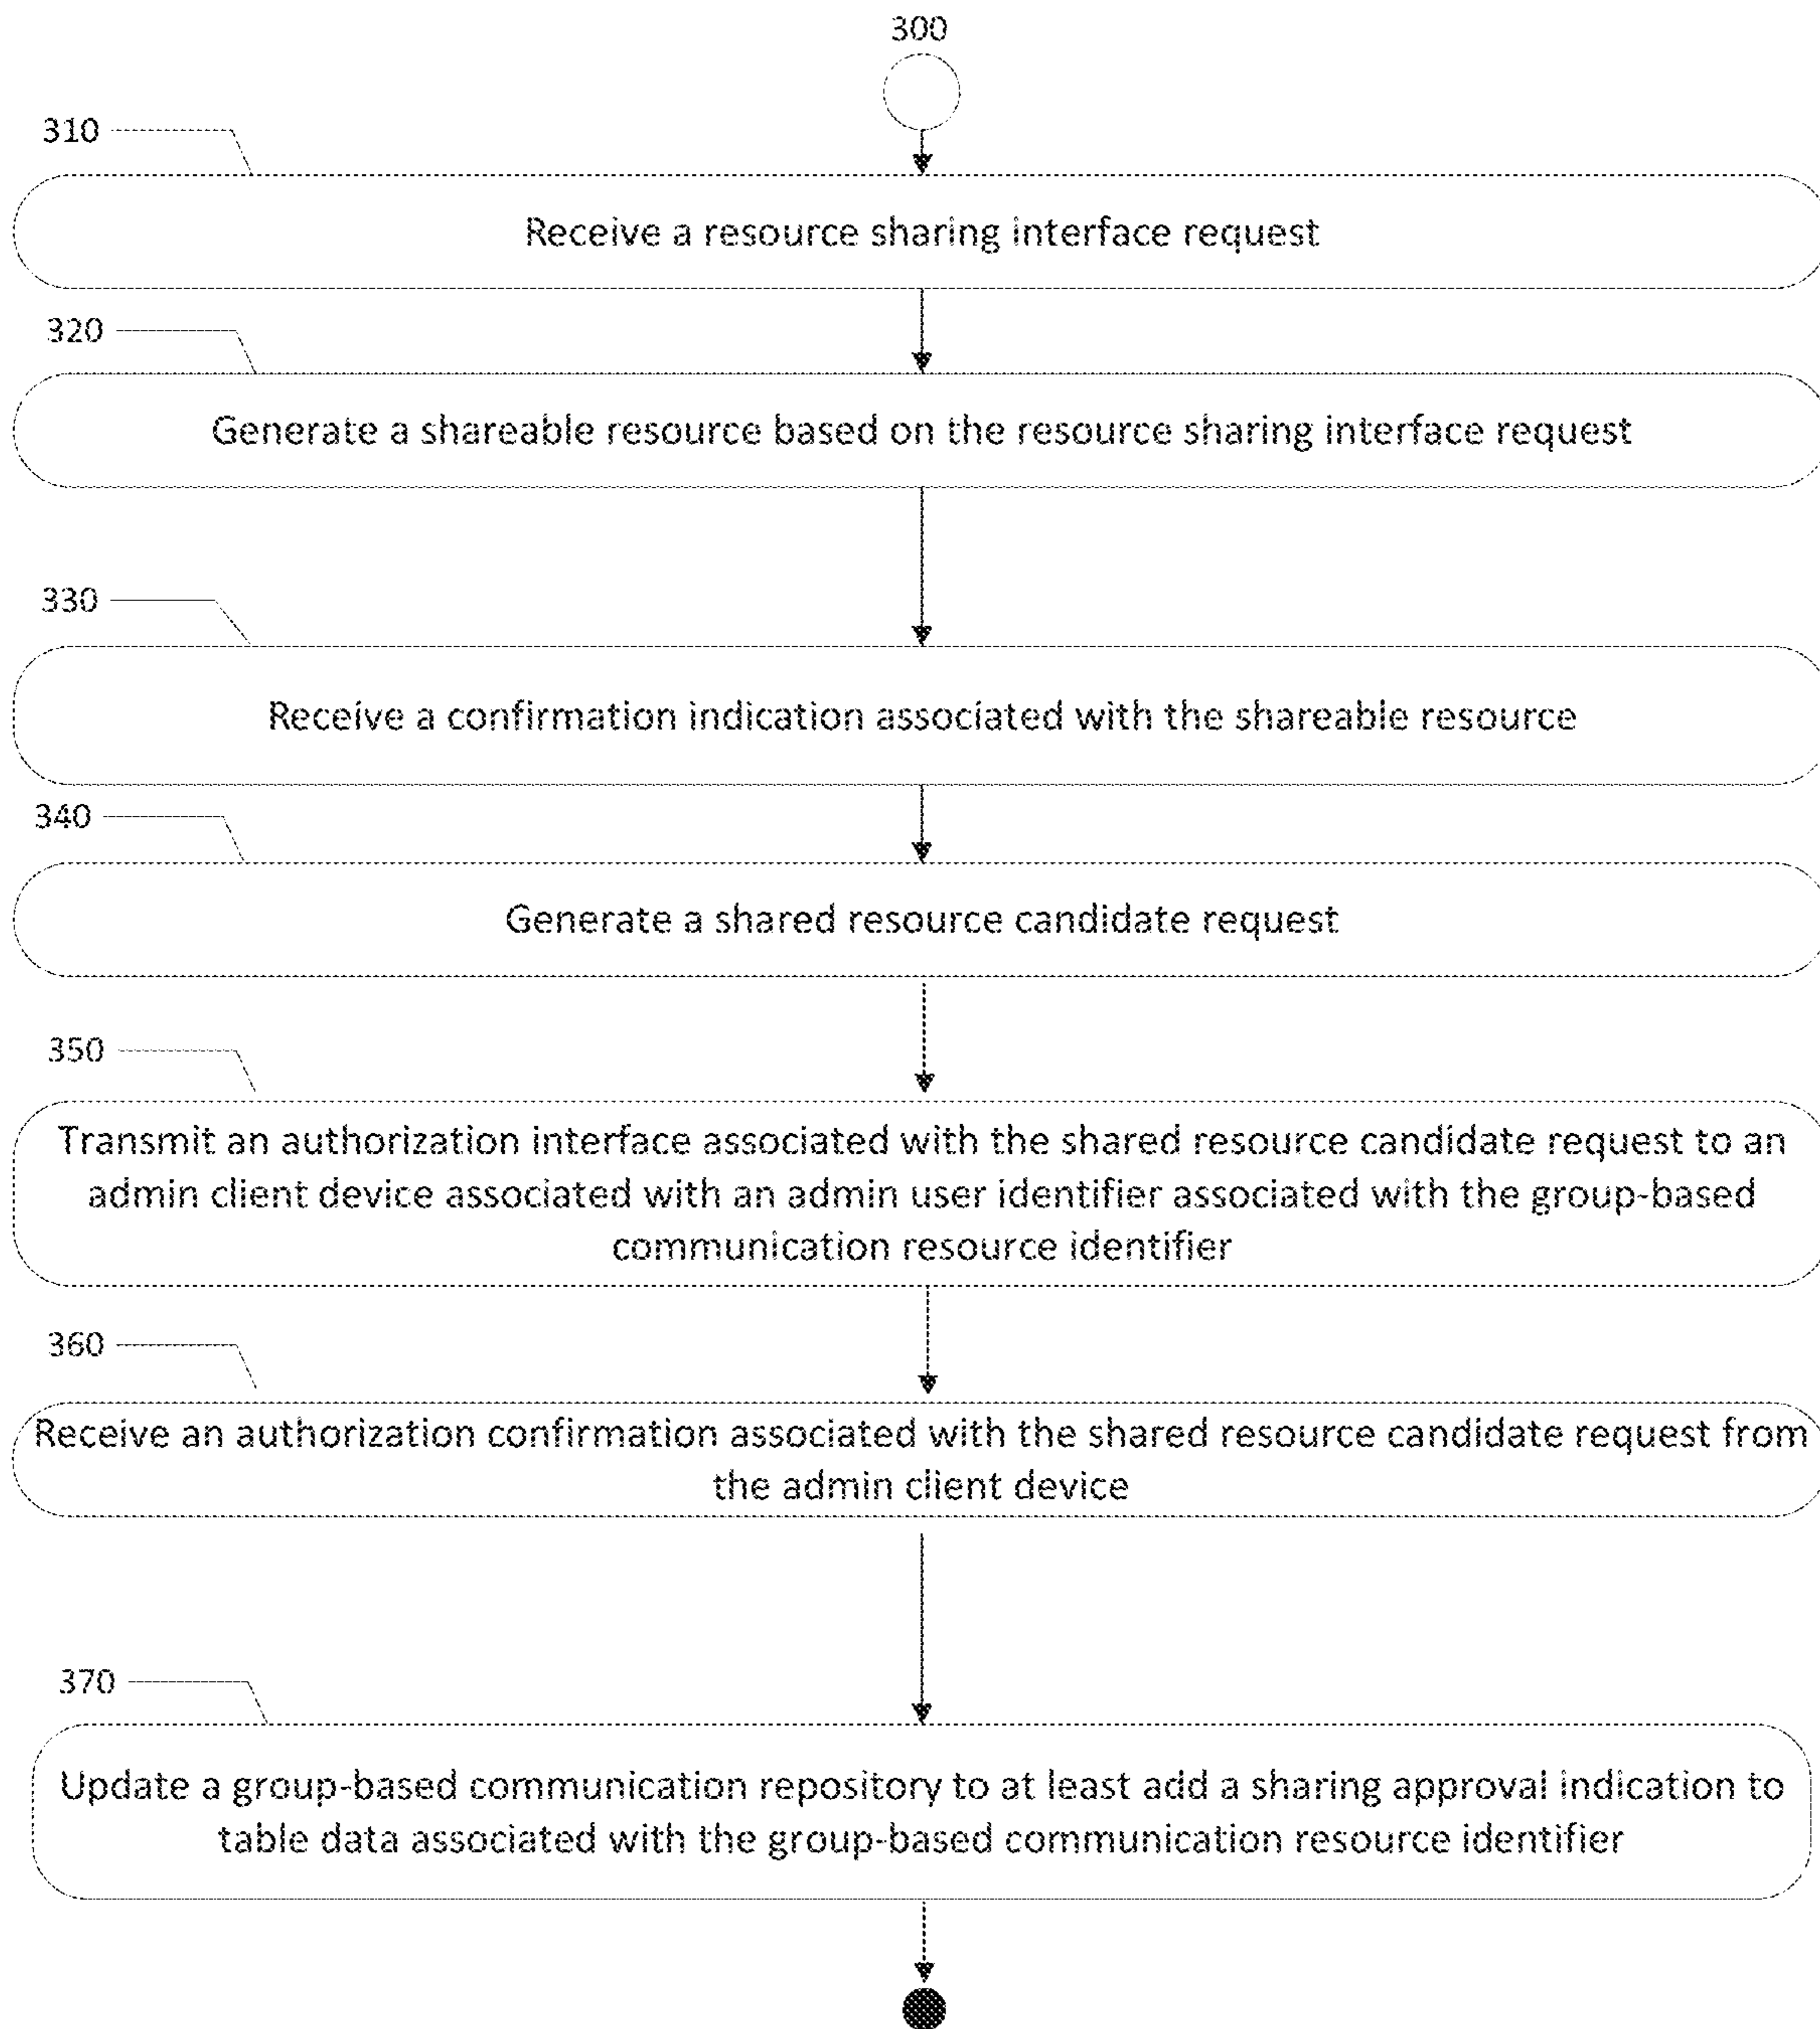 300
310
Receive a resource sharing interface request
320
Generate a shareable resource based on the resource sharing interface request
330
Receive a confirmation indication associated with the shareable resource
340
Generate a shared resource candidate request
350
Transmit an authorization interface associated with the shared resource candidate request to an
admin client device associated with an admin user identifier associated with the group-based
communication resource identifier
360
Receive an authorization confirmation associated with the shared resource candidate request from
the admin client device
370
Update a group-based communication repository to at least add a sharing approval indication to
table data associated with the group-based communication resource identifier